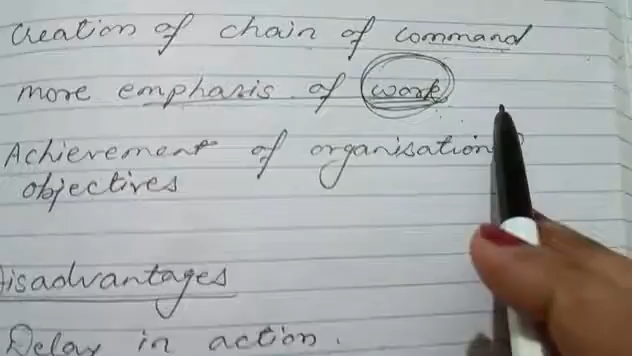 Creation of chain of command
more emphasis of work
Achievement of organisation
objectives
Disadvantages
Delay in action.